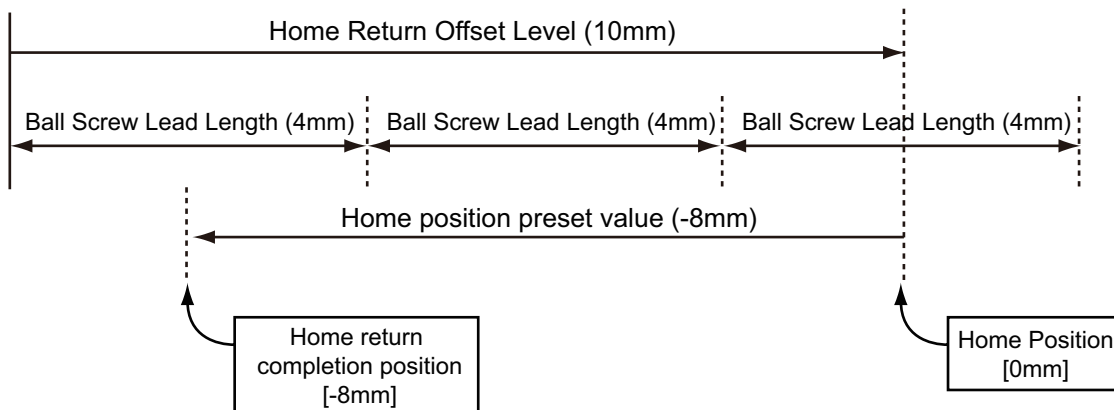 Home Return Offset Level (10mm)
Ball Screw Lead Length (4mm)
Ball Screw Lead Length (4mm)
Ball Screw Lead Length (4mm)
Home position preset value (-8mm)
Home return
completion position
[-8mm]
Home Position
[0mm]